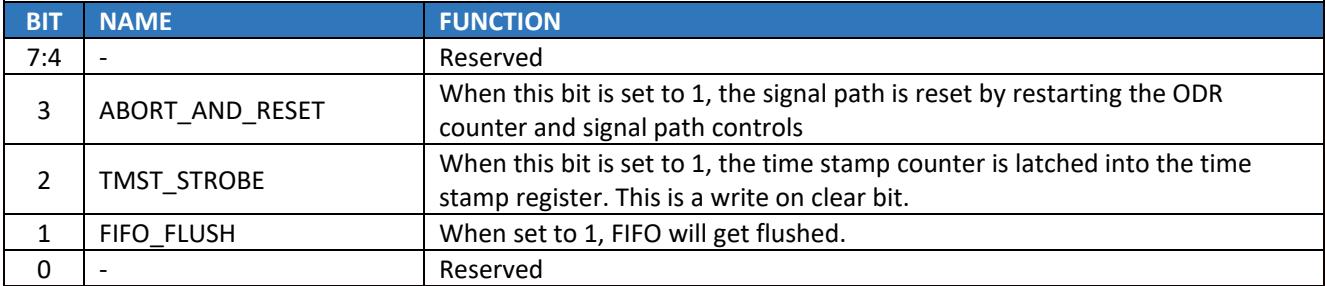 BIT NAME FUNCTION
7:4 - Reserved
3 ABORT_AND_RESET When this bit is set to 1, the signal path is reset by restarting the ODR
counter and signal path controls
2 TMST_STROBE When this bit is set to 1, the time stamp counter is latched into the time
stamp register. This is a write on clear bit.
1 FIFO_FLUSH When set to 1, FIFO will get flushed.
0 - Reserved